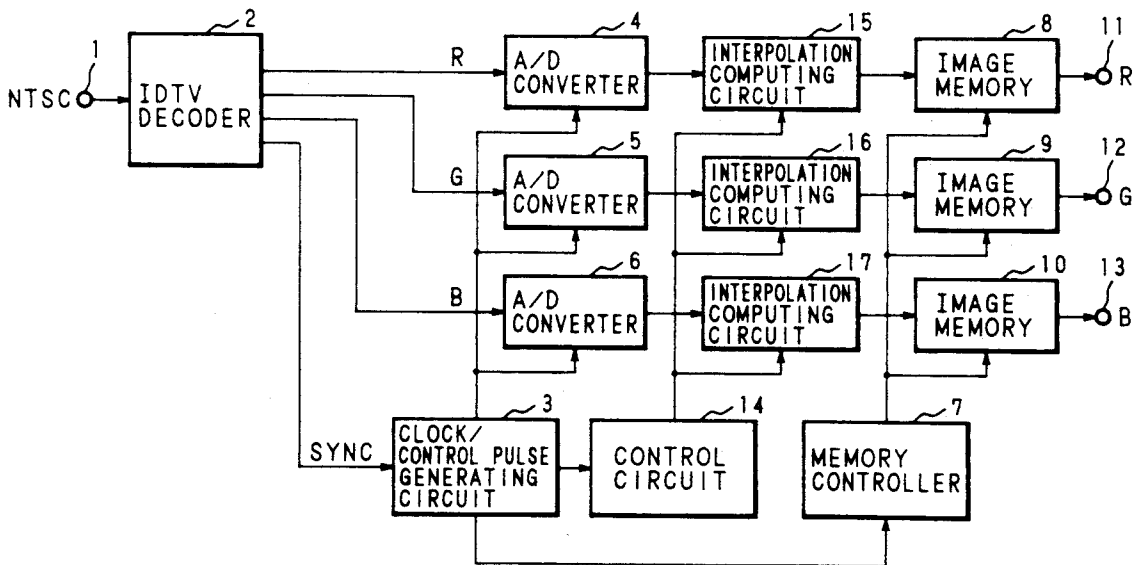 2
4
15
8
11
1
NTSC
IDTV
DECODER
R
A/D
CONVERTER
INTERPOLATION
COMPUTING
CIRCUIT
IMAGE
MEMORY
R
5
16
9
12
G
A/D
CONVERTER
INTERPOLATION
COMPUTING
CIRCUIT
IMAGE
MEMORY
G
6
17
10
13
B
A/D
CONVERTER
INTERPOLATION
COMPUTING
CIRCUIT
IMAGE
MEMORY
B
3
14
7
SYNC
CLOCK/
CONTROL PULSE
GENERATING
CIRCUIT
CONTROL
CIRCUIT
MEMORY
CONTROLLER